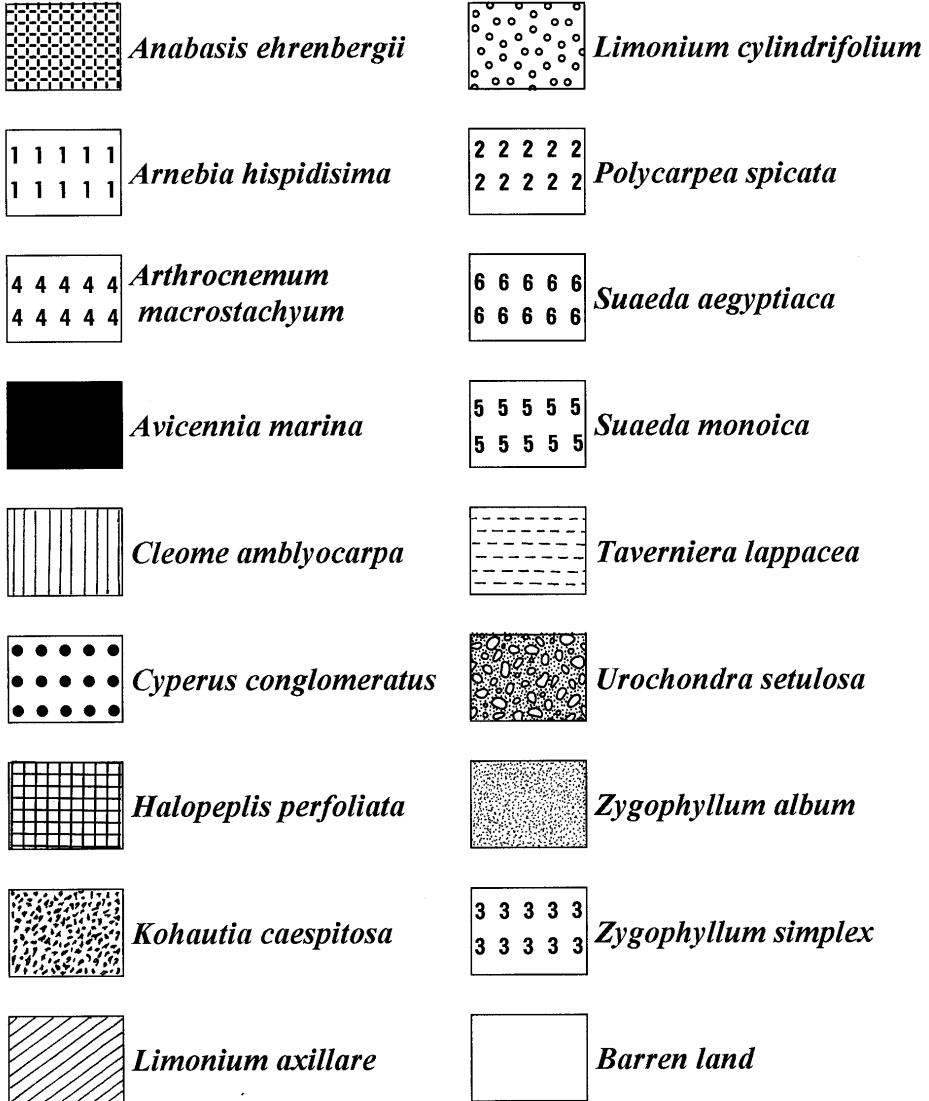 Anabasis ehrenbergii
1 1 1 1 1
1 1 1 1 1
Arnebia hispidisima
4 4 4 4 4
4 4 4 4 4
Arthrocnemum
macrostachyum
Avicennia marina
Cleome amblyocarpa
Cyperus conglomeratus
Halopeplis perfoliata
Kohautia caespitosa
Limonium axillare
Limonium cylindrifolium
2 2 2 2 2
2 2 2 2 2
Polycarpea spicata
6 6 6 6 6
6 6 6 6 6
Suaeda aegyptiaca
5 5 5 5 5
5 5 5 5 5
Suaeda monoica
Taverniera lappacea
Urochondra setulosa
Zygophyllum album
3 3 3 3 3
3 3 3 3 3
Zygophyllum simplex
Barren land